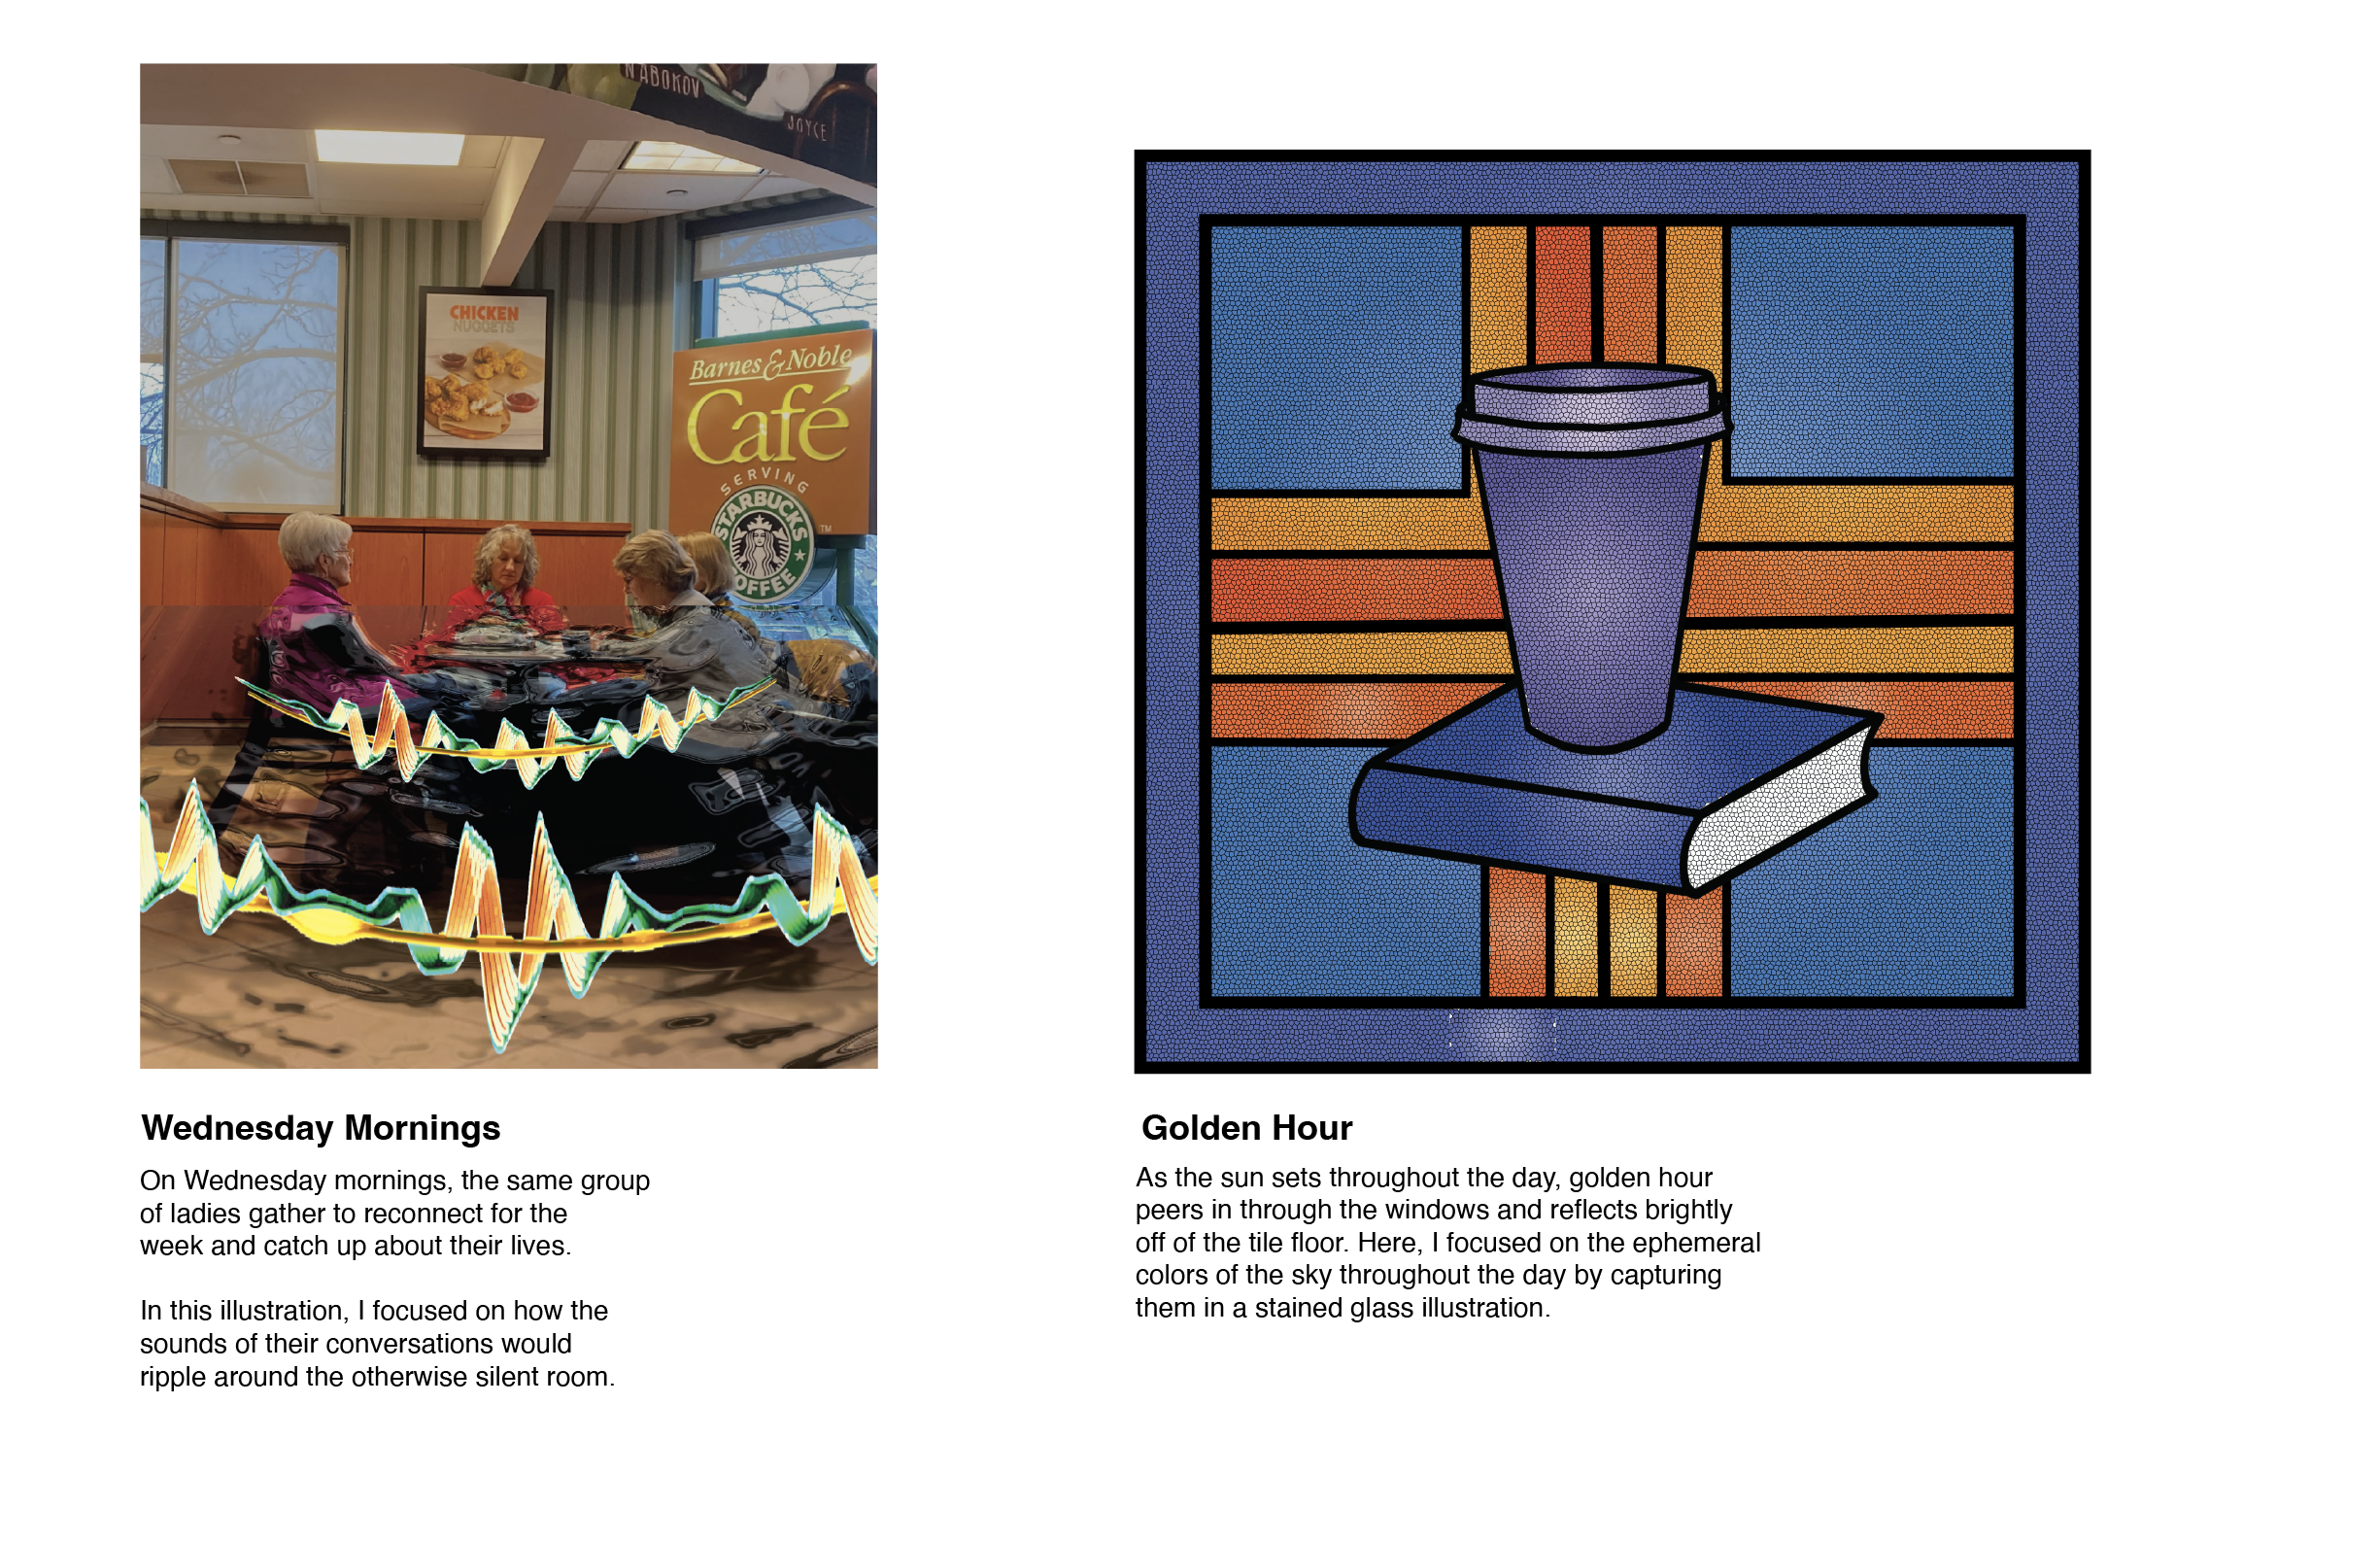 NABOKOV
JOYCE
CHICKEN
NUGGETS
Barnes & Noble
Café
SERVING
STARBUCKS
TM
COFFEE
Wednesday Mornings
On Wednesday mornings, the same group
of ladies gather to reconnect for the
week and catch up about their lives.
In this illustration, I focused on how the
sounds of their conversations would
ripple around the otherwise silent room.
Golden Hour
As the sun sets throughout the day, golden hour
peers in through the windows and reflects brightly
off of the tile floor. Here, I focused on the ephemeral
colors of the sky throughout the day by capturing
them in a stained glass illustration.